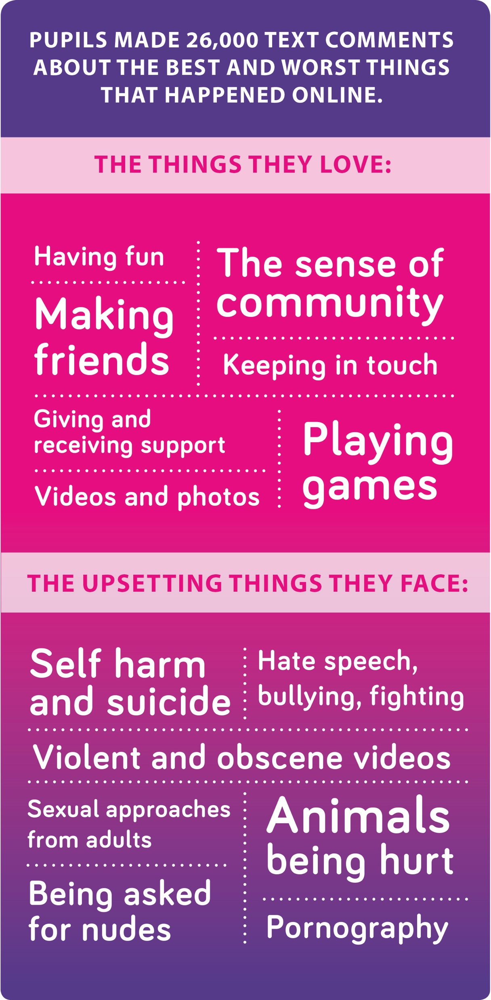 PUPILS MADE 26,000 TEXT COMMENTS
ABOUT THE BEST AND WORST THINGS
THAT HAPPENED ONLINE.
THE THINGS THEY LOVE:
Having fun
Making
friends
The sense of
community
Keeping in touch
Giving and
receiving support
Videos and photos
Playing
games
THE UPSETTING THINGS THEY FACE:
Self harm
and suicide
Hate speech,
bullying, fighting
Violent and obscene videos
Sexual approaches
from adults
Being asked
for nudes
Animals
being hurt
Pornography